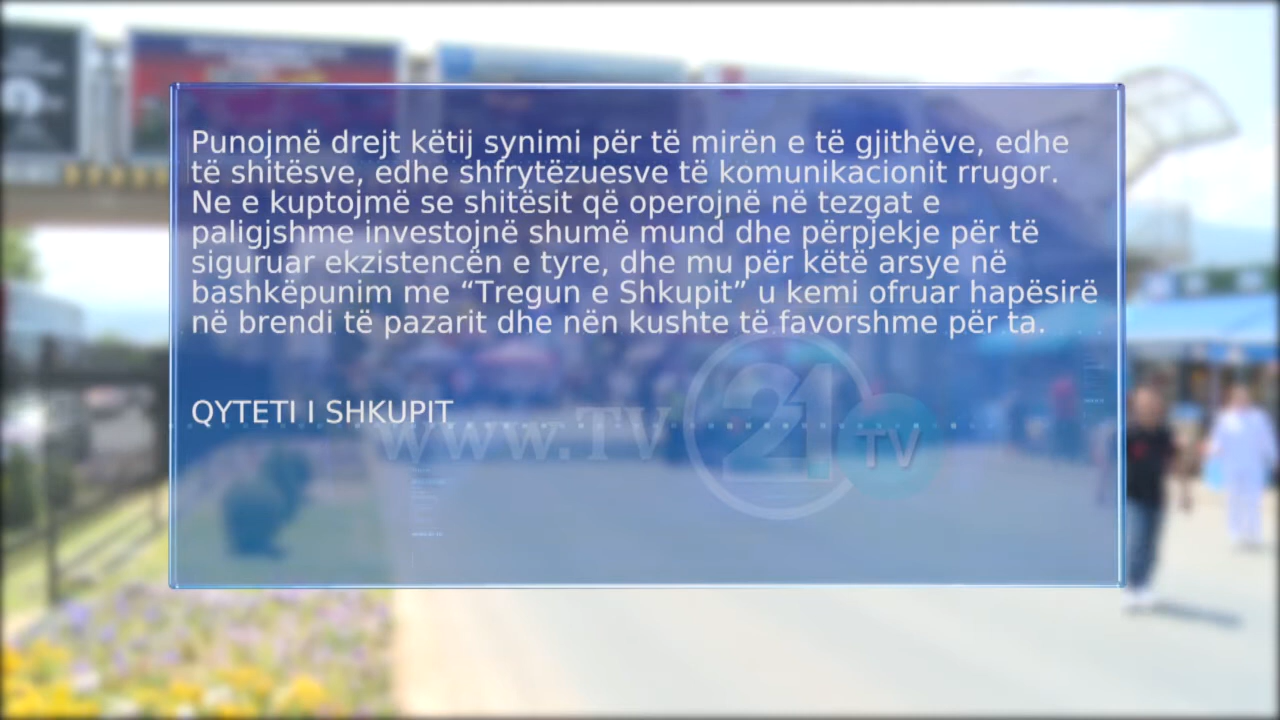 Punojmë drejt këtij synimi për të mirën e të gjithëve, edhe
të shitësve, edhe shfrytëzuesve të komunikacionit rrugor.
Ne e kuptojmë se shitësit që operojnë në tezgat e
paligjshme investojnë shumë mund dhe përpjekje për të
siguruar ekzistencën e tyre, dhe mu për këtë arsye në
bashkëpunim me “Tregun e Shkupit” u kemi ofruar hapësirë
në brendi të pazarit dhe nën kushte të favorshme për ta.
QYTETI I SHKUPIT
www.TV 21 TV